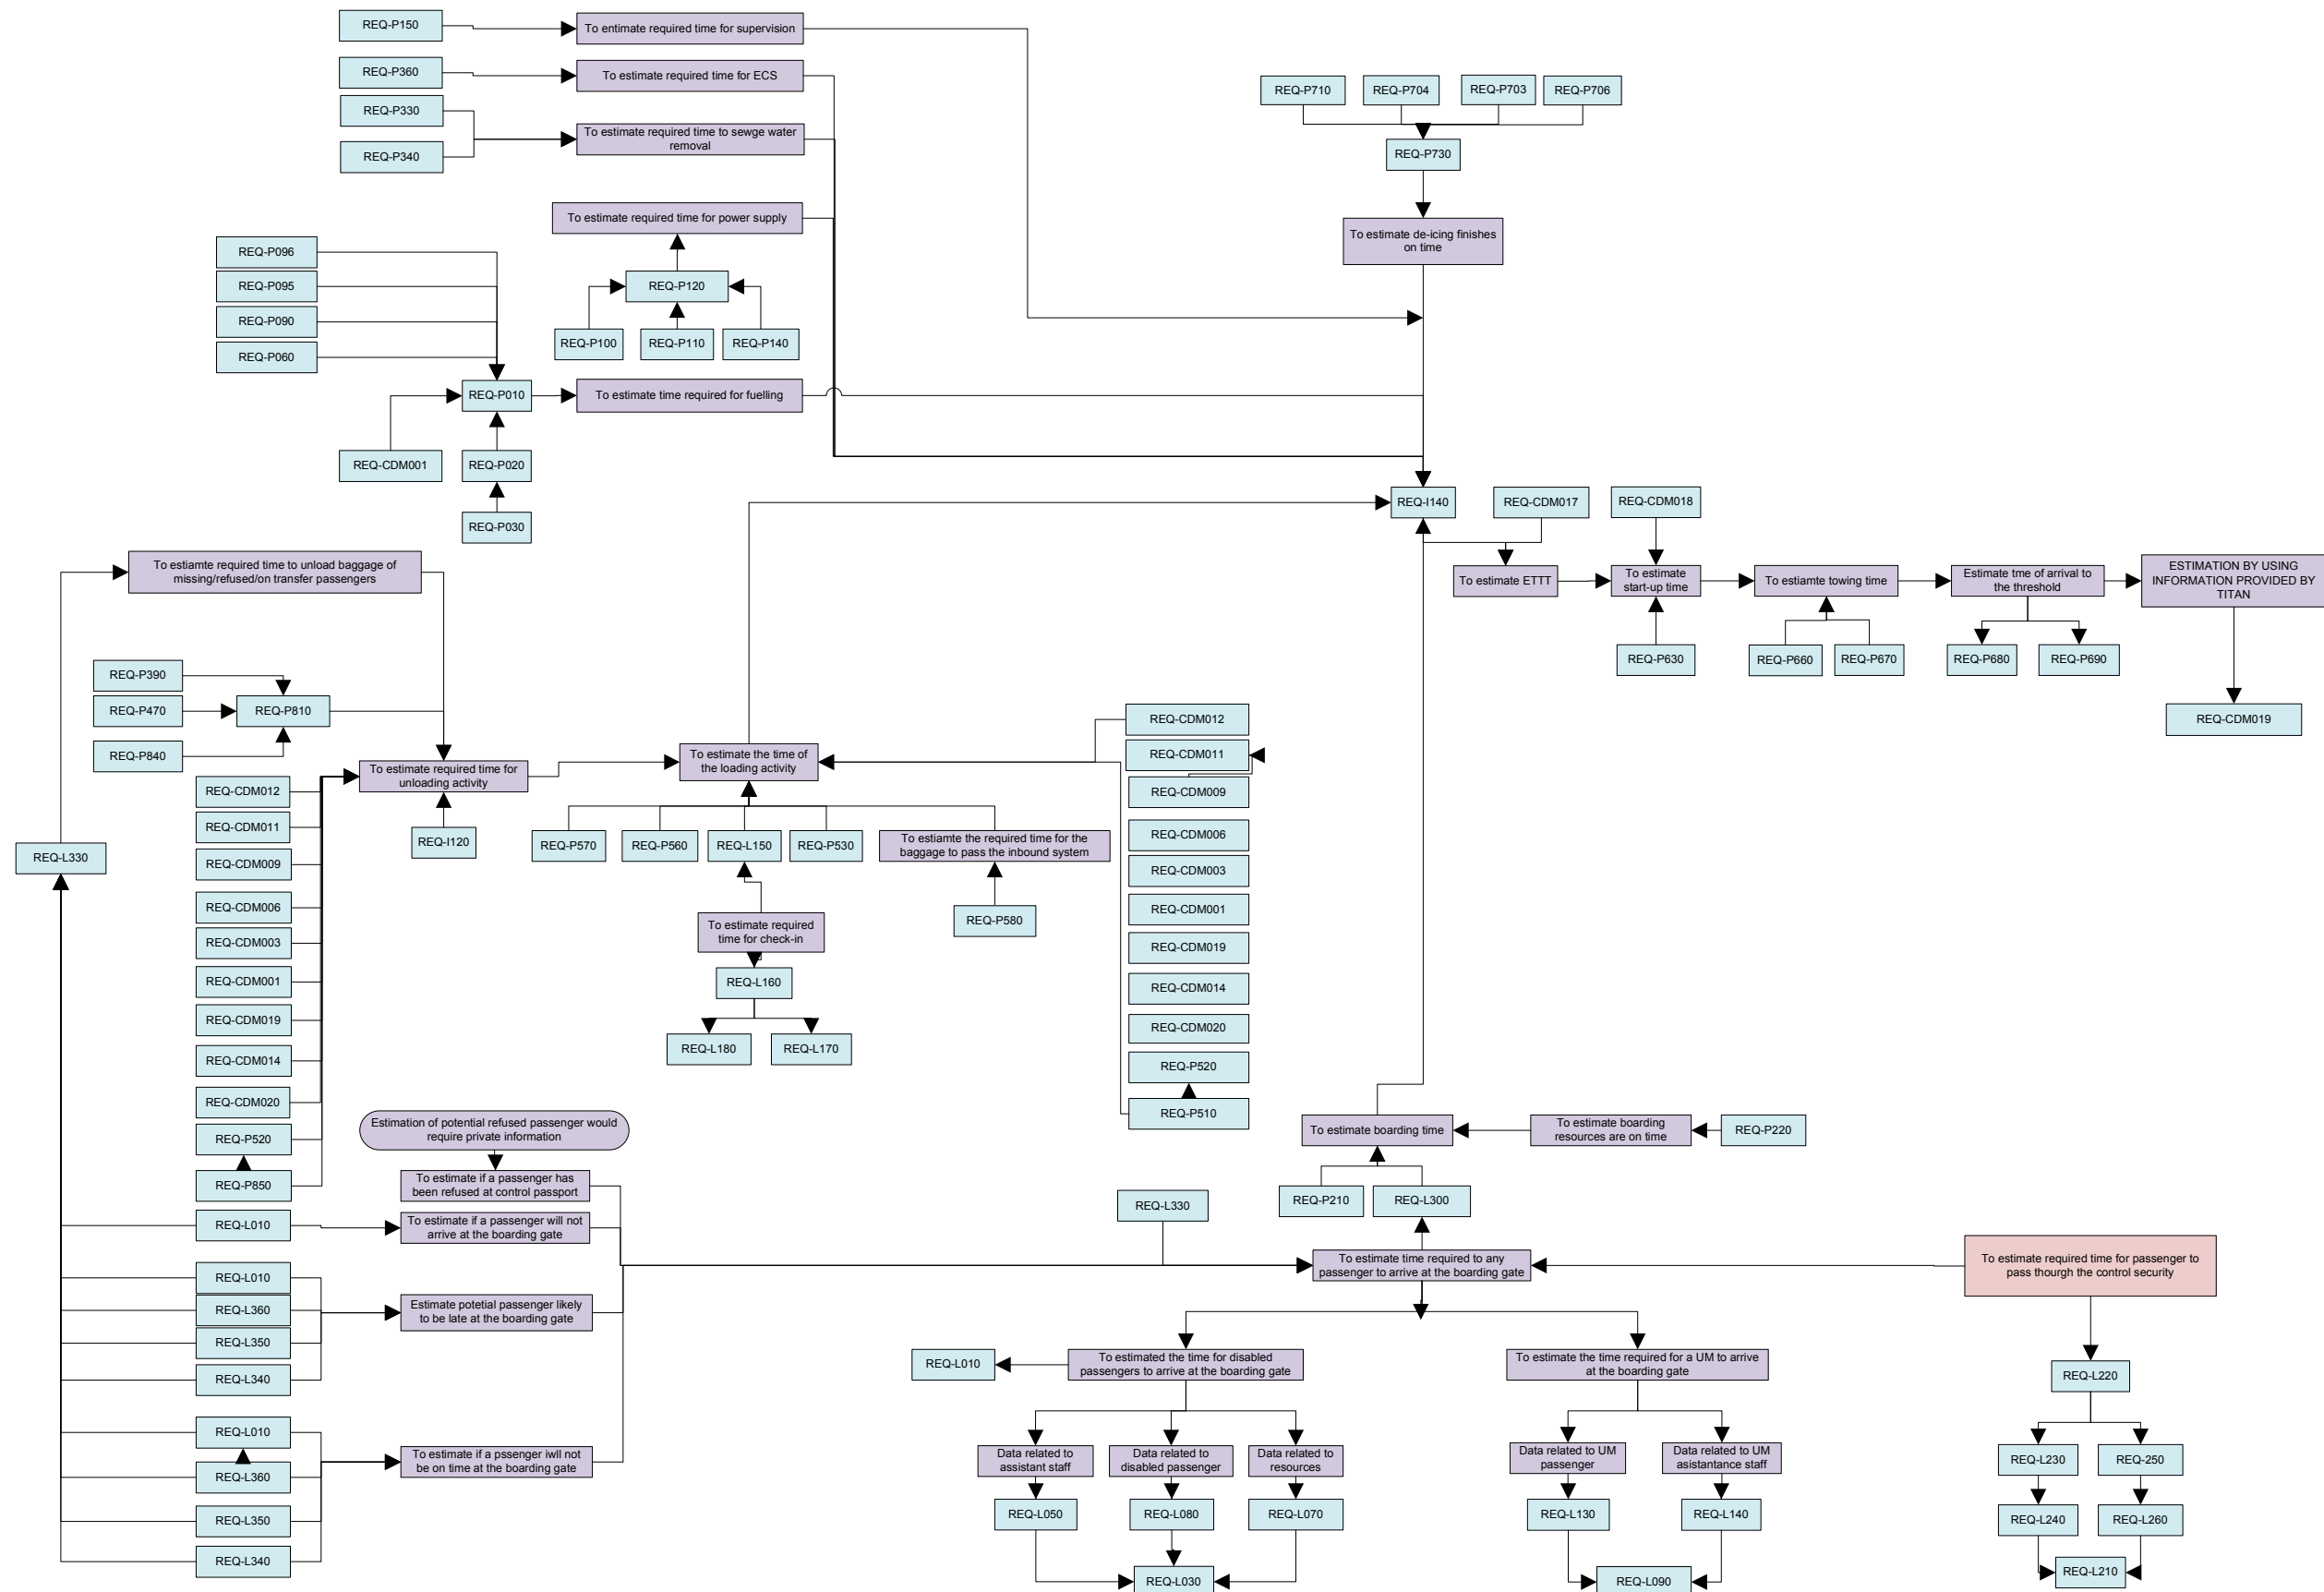 REQ-P150
To entimate required time for supervision
REQ-P360
To estimate required time for ECS
REQ-P330
REQ-P340
To estimate required time to sewge water
removal
REQ-P710
REQ-P704
REQ-P703
REQ-P706
REQ-P730
To estimate de-icing finishes
on time
To estimate required time for power supply
REQ-P120
REQ-P100
REQ-P110
REQ-P140
REQ-P096
REQ-P095
REQ-P090
REQ-P060
REQ-P010
To estimate time required for fuelling
REQ-CDM001
REQ-P020
REQ-P030
REQ-I140
REQ-CDM017
REQ-CDM018
To estimate ETTT
To estimate
start-up time
To estiamte towing time
Estimate tme of arrival to
the threshold
ESTIMATION BY USING
INFORMATION PROVIDED BY
TITAN
REQ-P630
REQ-P660
REQ-P670
REQ-P680
REQ-P690
REQ-CDM019
To estiamte required time to unload baggage of
missing/refused/on transfer passengers
REQ-P390
REQ-P470
REQ-P810
REQ-P840
To estimate required time for
unloading activity
REQ-I120
To estimate the time of
the loading activity
REQ-P570
REQ-P560
REQ-L150
REQ-P530
To estiamte the required time for the
baggage to pass the inbound system
REQ-P580
To estimate required
time for check-in
REQ-L160
REQ-L180
REQ-L170
REQ-CDM012
REQ-CDM011
REQ-CDM009
REQ-CDM006
REQ-CDM003
REQ-CDM001
REQ-CDM019
REQ-CDM014
REQ-CDM020
REQ-P520
REQ-P510
REQ-L330
REQ-CDM012
REQ-CDM011
REQ-CDM009
REQ-CDM006
REQ-CDM003
REQ-CDM001
REQ-CDM019
REQ-CDM014
REQ-CDM020
REQ-P520
REQ-P850
REQ-L010
REQ-L010
REQ-L360
REQ-L350
REQ-L340
REQ-L010
REQ-L360
REQ-L350
REQ-L340
Estimation of potential refused passenger would
require private information
To estimate if a passenger has
been refused at control passport
To estimate if a passenger will not
arrive at the boarding gate
Estimate potetial passenger likely
to be late at the boarding gate
To estimate if a pssenger iwll not
be on time at the boarding gate
To estimate boarding time
To estimate boarding
resources are on time
REQ-P220
REQ-P210
REQ-L300
REQ-L330
To estimate time required to any
passenger to arrive at the boarding gate
To estimate required time for passenger to
pass thourgh the control security
REQ-L010
To estimated the time for disabled
passengers to arrive at the boarding gate
To estimate the time required for a UM to arrive
at the boarding gate
Data related to
assistant staff
Data related to
disabled passenger
Data related to
resources
Data related to UM
passenger
Data related to UM
asistantance staff
REQ-L050
REQ-L080
REQ-L070
REQ-L030
REQ-L130
REQ-L140
REQ-L090
REQ-L220
REQ-L230
REQ-250
REQ-L240
REQ-L260
REQ-L210